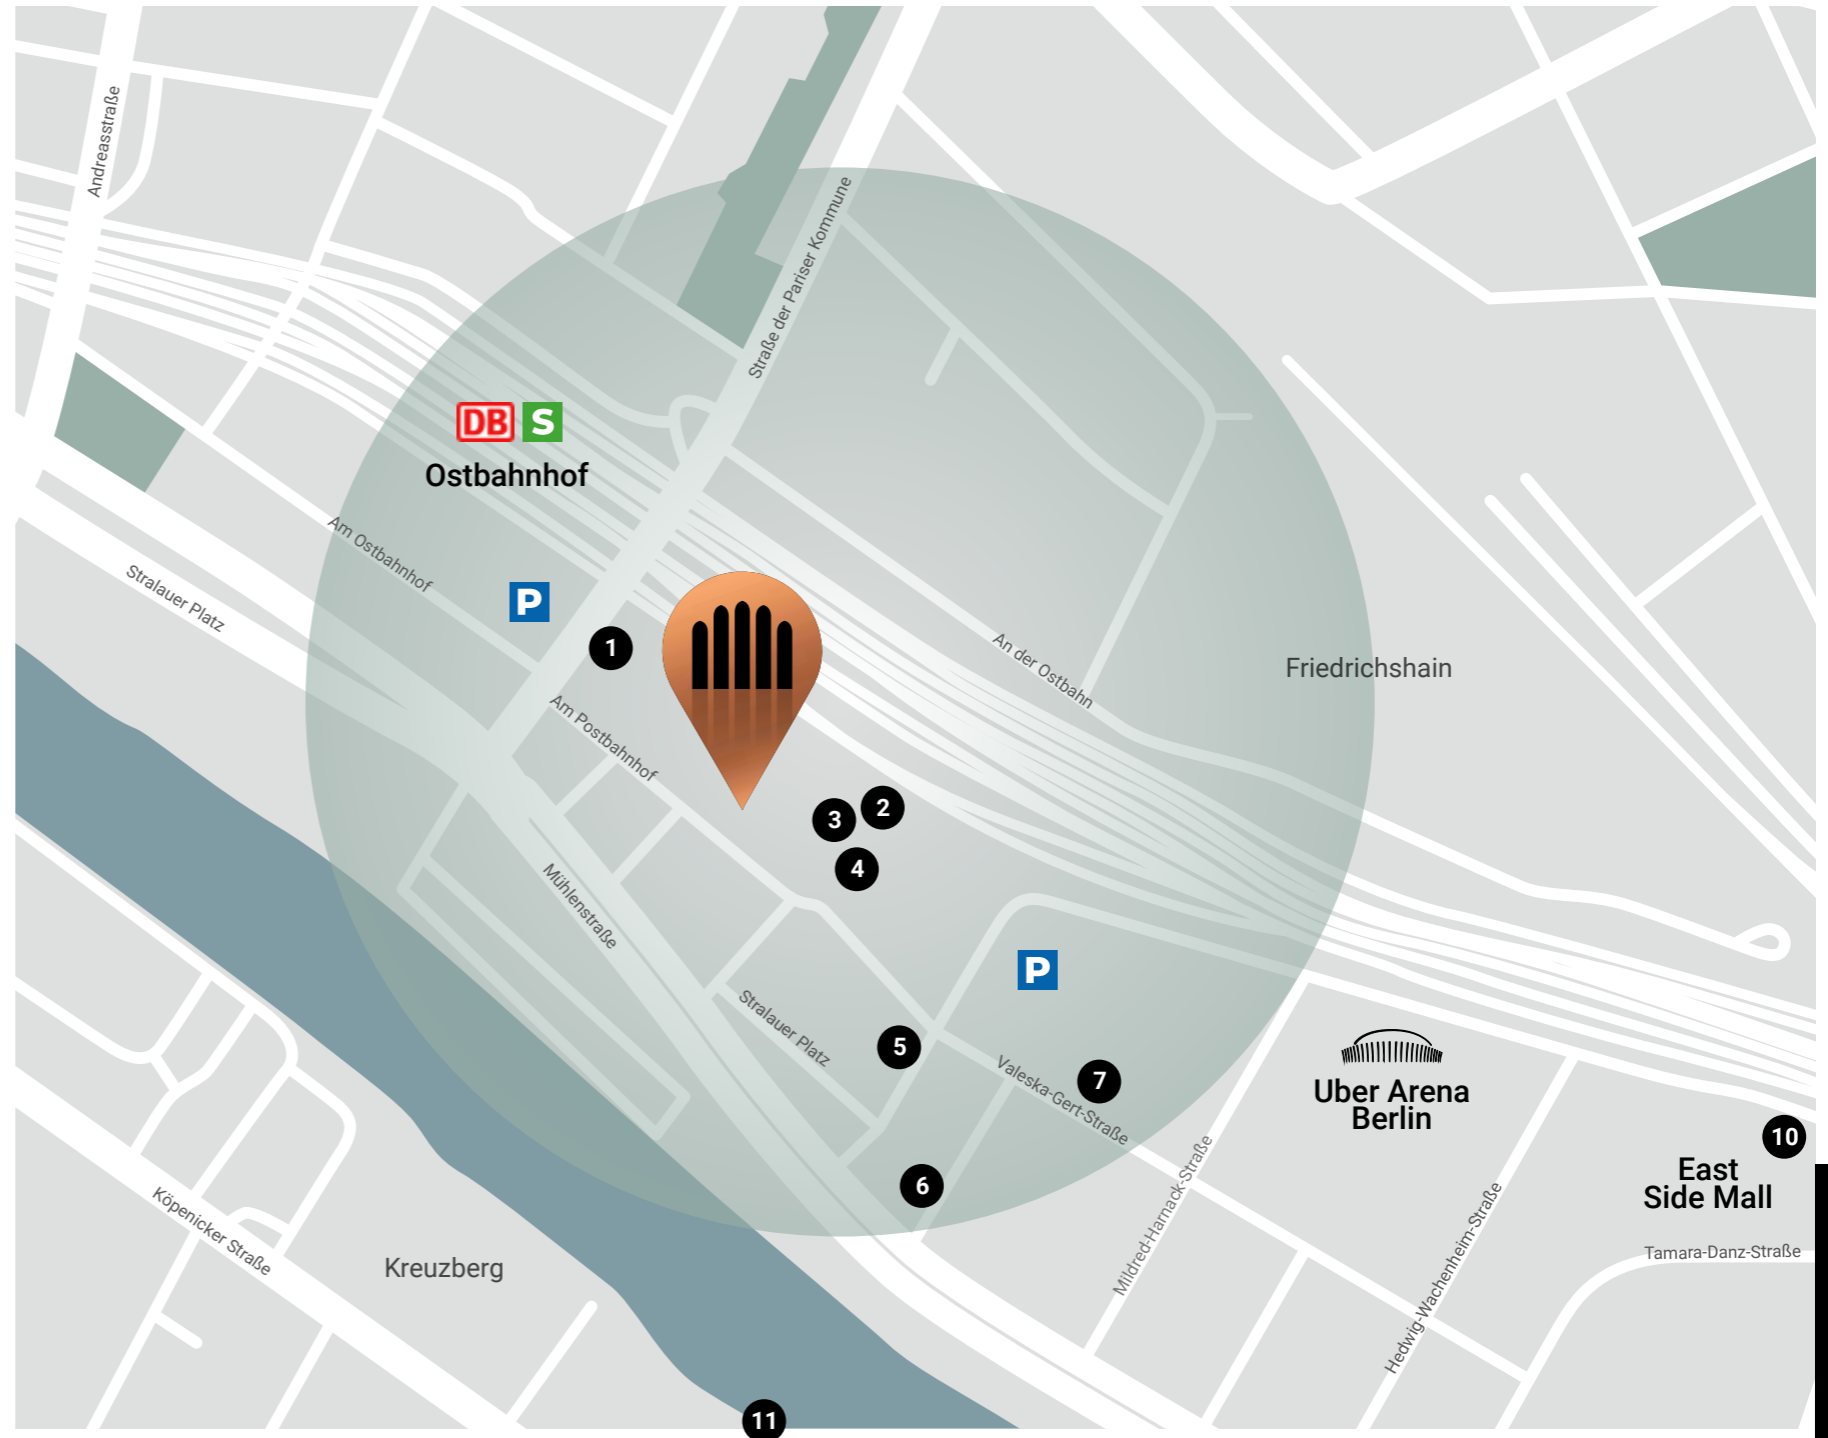 Andreasstraße
Straße der Pariser Kommune
DB
S
Ostbahnhof
Am Ostbahnhof
Stralauer Platz
P
1
An der Ostbahn
Friedrichshain
Am Postbahnhof
3
2
4
Mühlenstraße
P
Stralauer Platz
5
Valeska-Gert-Straße
7
Uber Arena
Berlin
10
East
Side Mall
6
Mildred-Harnack-Straße
Hedwig-Wachenheim-Straße
Tamara-Danz-Straße
Köpenicker Straße
Kreuzberg
11